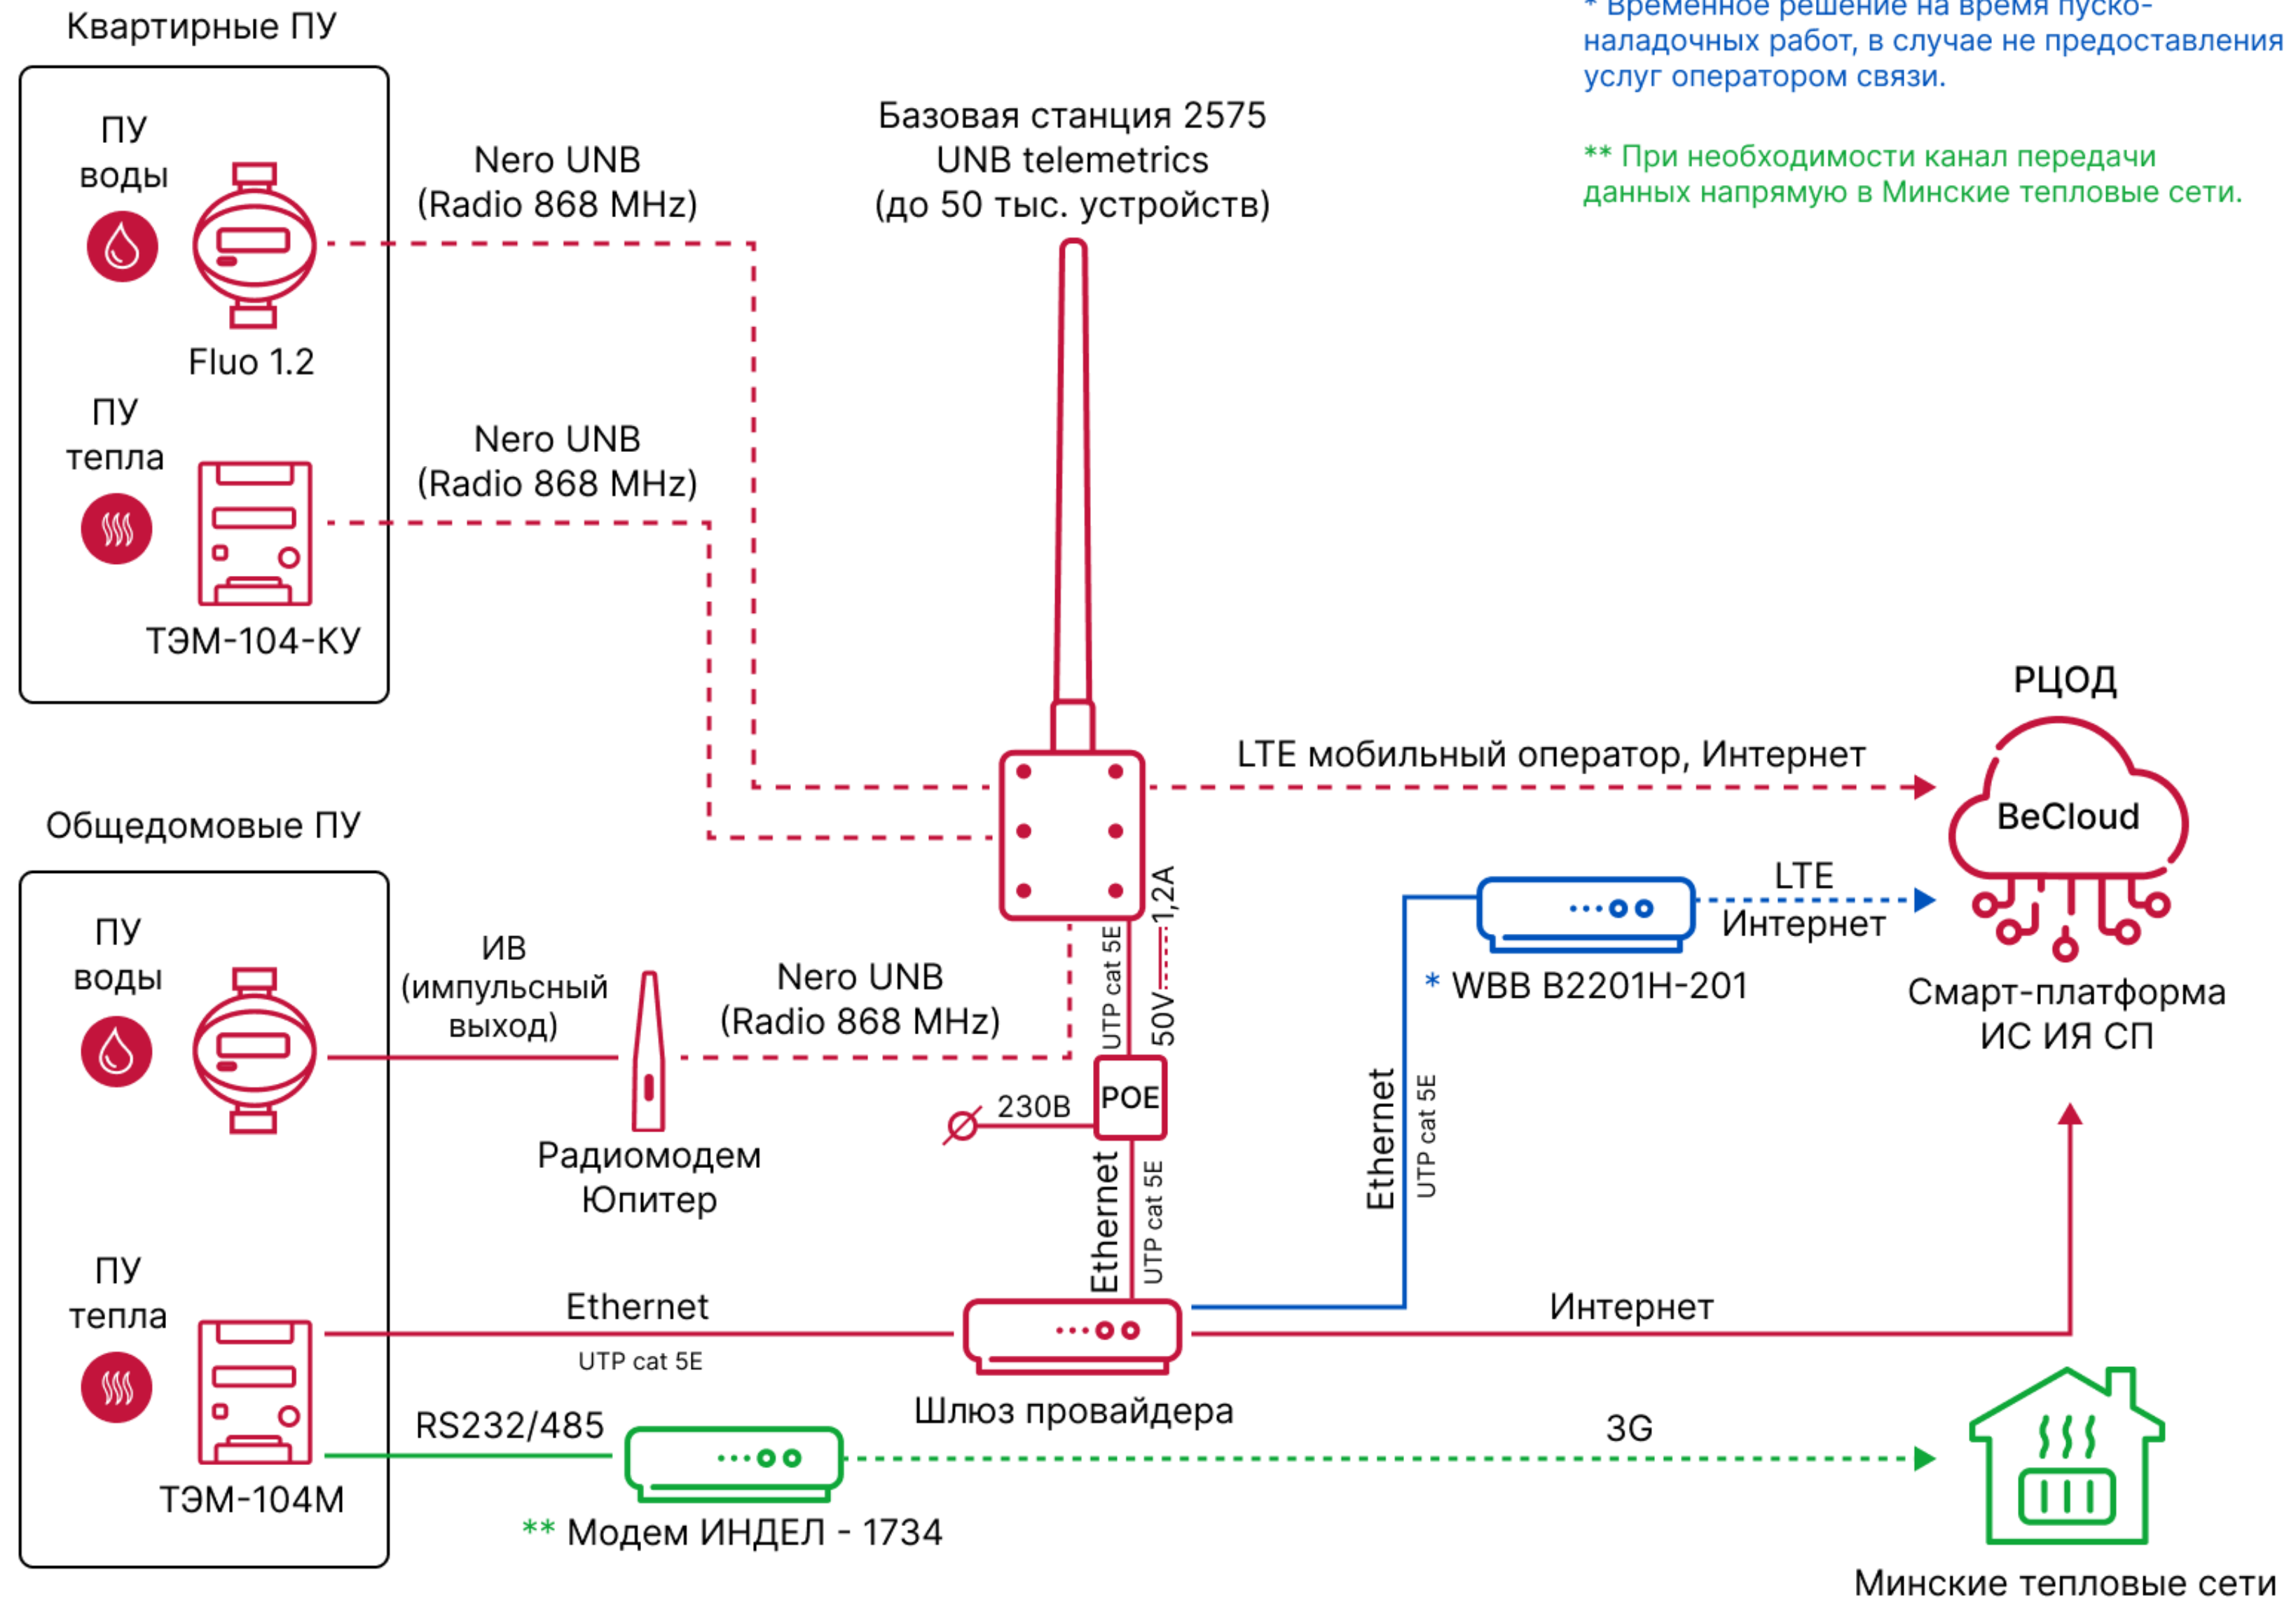 Квартирные ПУ
* Временное решение на время пуско-
наладочных работ, в случае не предоставления
услуг оператором связи.
** При необходимости канал передачи
данных напрямую в Минские тепловые сети.
ПУ
воды
Fluo 1.2
Nero UNB
(Radio 868 MHz)
Базовая станция 2575
UNB telemetrics
(до 50 тыс. устройств)
ПУ
тепла
ТЭМ-104-КУ
Nero UNB
(Radio 868 MHz)
LTE мобильный оператор, Интернет
РЦОД
BeCloud
Смарт-платформа
ИС ИЯ СП
LTE
Интернет
* WBB B2201H-201
Общедомовые ПУ
ПУ
воды
ИВ
(импульсный
выход)
Радиомодем
Юпитер
Nero UNB
(Radio 868 MHz)
UTP cat 5E
50V 1,2A
POE
230В
Ethernet
UTP cat 5E
Ethernet
UTP cat 5E
ПУ
тепла
ТЭМ-104М
Ethernet
UTP cat 5E
Шлюз провайдера
Интернет
RS232/485
** Модем ИНДЕЛ - 1734
3G
Минские тепловые сети